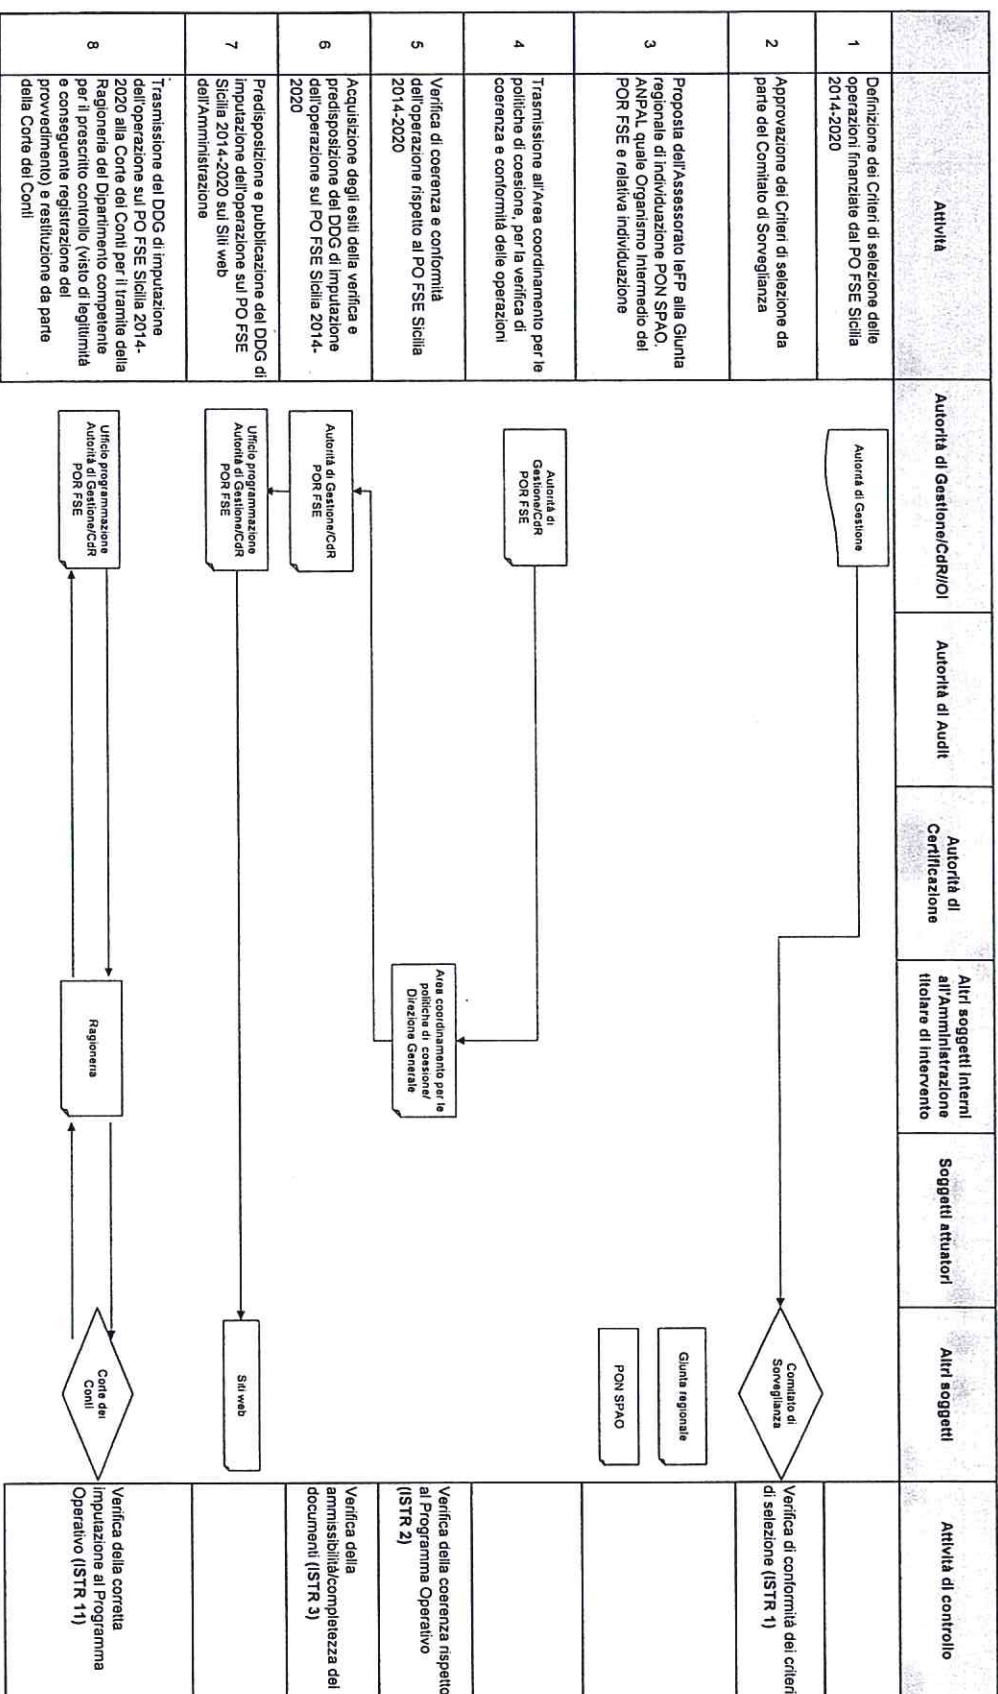 Attività
Autorità di Gestione/CdR//OI
Autorità di Audit
Autorità di
Certificazione
Altri soggetti interni
all'Amministrazione
titolare di intervento
Soggetti attuatori
Altri soggetti
Attività di controllo
1
Definizione dei Criteri di selezione delle
operazioni finanziate dal PO FSE Sicilia
2014-2020
Autorità di Gestione
2
Approvazione dei Criteri di selezione da
parte del Comitato di Sorveglianza
Comitato di
Sorveglianza
Verifica di conformità dei criteri
di selezione (ISTR 1)
3
Proposta dell'Assessorato IeFP alla Giunta
regionale di individuazione PON SPAO.
ANPAL quale Organismo Intermedio del
POR FSE e relativa individuazione
Giunta regionale
PON SPAO
4
Trasmissione all'Area coordinamento per le
politiche di coesione, per la verifica di
coerenza e conformità delle operazioni
Autorità di
Gestione/CdR
POR FSE
5
Verifica di coerenza e conformità
dell'operazione rispetto al PO FSE Sicilia
2014-2020
Area coordinamento per le
politiche di coesione/
Direzione Generale
Verifica della coerenza rispetto
al Programma Operativo
(ISTR 2)
6
Acquisizione degli esiti della verifica e
predisposizione del DDG di imputazione
dell'operazione sul PO FSE Sicilia 2014-
2020
Autorità di Gestione/CdR
POR FSE
Verifica della
ammissibilità/completezza dei
documenti (ISTR 3)
7
Predisposizione e pubblicazione del DDG di
imputazione dell'operazione sul PO FSE
Sicilia 2014-2020 sul Siti web
dell'Amministrazione
Ufficio programmazione
Autorità di Gestione/CdR
POR FSE
Siti web
8
Trasmissione del DDG di imputazione
dell'operazione sul PO FSE Sicilia 2014-
2020 alla Corte dei Conti per il tramite della
Ragioneria del Dipartimento competente
per il prescritto controllo (visto di legittimità
e conseguente registrazione del
provvedimento) e restituzione da parte
della Corte dei Conti
Ufficio programmazione
Autorità di Gestione/CdR
POR FSE
Ragioneria
Corte dei
Conti
Verifica della corretta
imputazione al Programma
Operativo (ISTR 11)